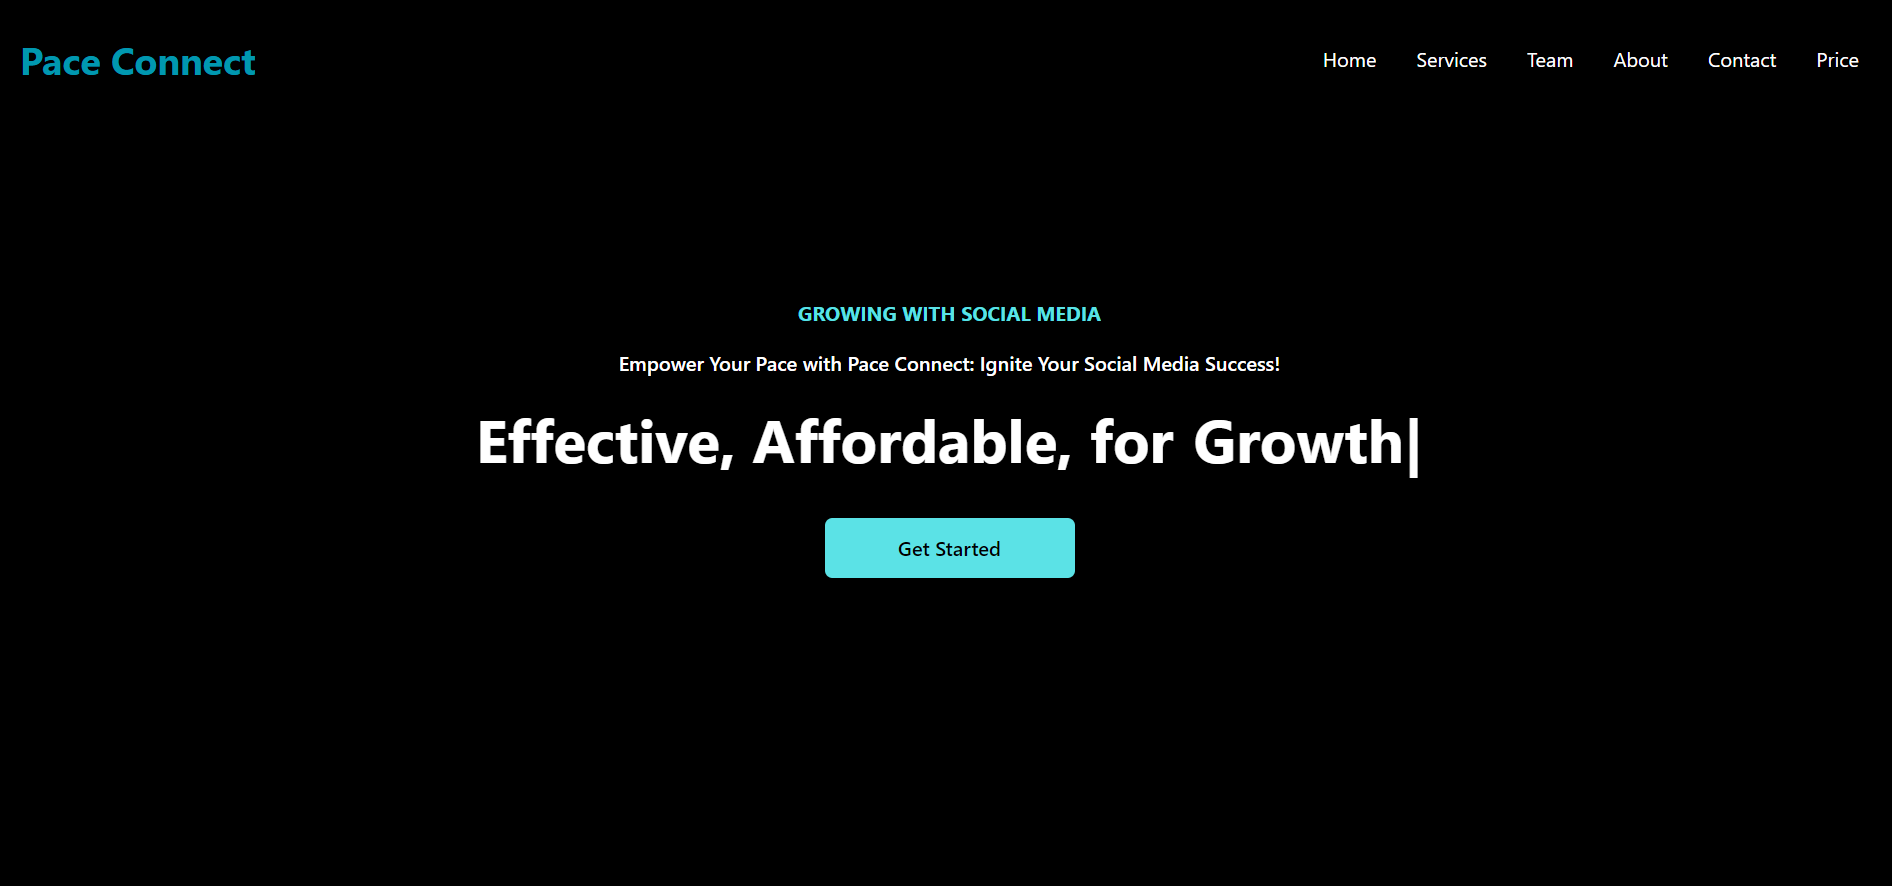 Pace Connect
Home Services Team About Contact Price
GROWING WITH SOCIAL MEDIA
Empower Your Pace with Pace Connect: Ignite Your Social Media Success!
Effective, Affordable, for Growth|
Get Started